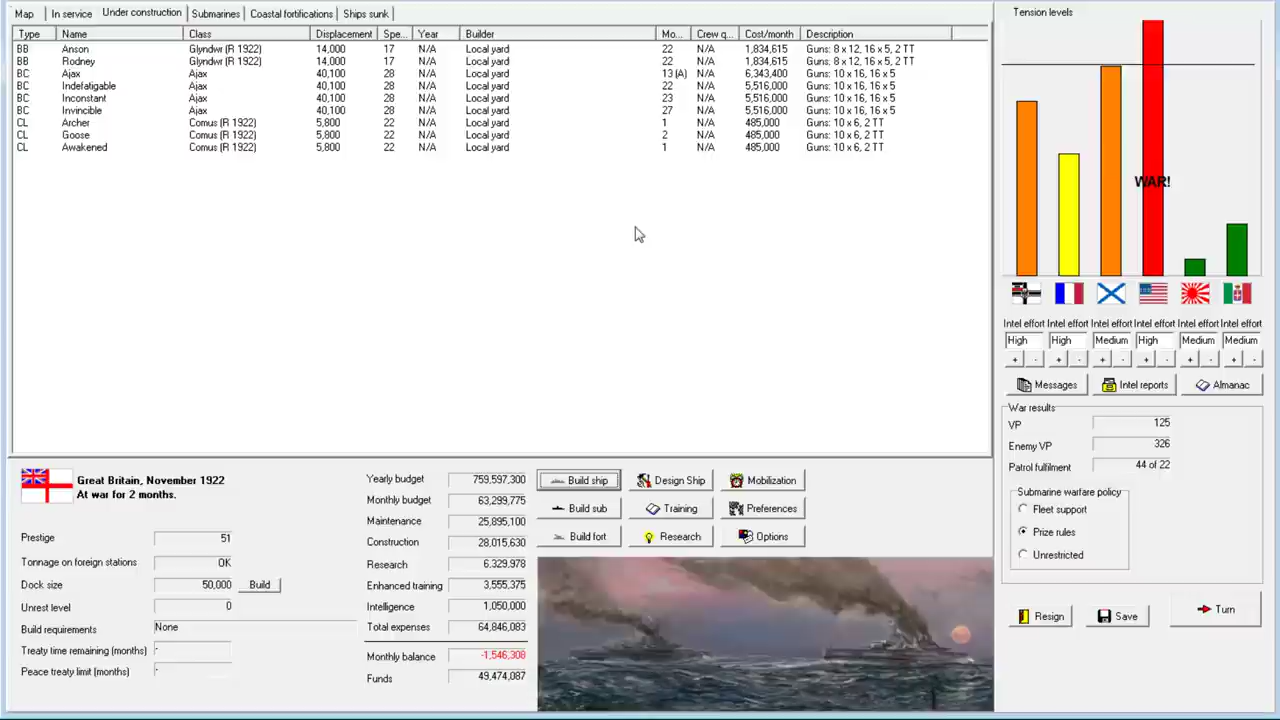 Map In service Under construction Submarines Coastal fortifications Ships sunk
Type Name Class Displacement Spe... Year Builder Mo... Crew q... Cost/month Description
BB Anson Glyndwr (R 1922) 14,000 17 N/A Local yard 22 N/A 1,834,615 Guns: 8 x 12, 16 x 5, 2 TT
BB Rodney Glyndwr (R 1922) 14,000 17 N/A Local yard 22 N/A 1,834,615 Guns: 8 x 12, 16 x 5, 2 TT
BC Ajax Ajax 40,100 28 N/A Local yard 13 (A) N/A 6,343,400 Guns: 10 x 16, 16 x 5
BC Indefatigable Ajax 40,100 28 N/A Local yard 22 N/A 5,516,000 Guns: 10 x 16, 16 x 5
BC Inconstant Ajax 40,100 28 N/A Local yard 23 N/A 5,516,000 Guns: 10 x 16, 16 x 5
BC Invincible Ajax 40,100 28 N/A Local yard 27 N/A 5,516,000 Guns: 10 x 16, 16 x 5
CL Archer Comus (R 1922) 5,800 22 N/A Local yard 1 N/A 485,000 Guns: 10 x 6, 2 TT
CL Goose Comus (R 1922) 5,800 22 N/A Local yard 2 N/A 485,000 Guns: 10 x 6, 2 TT
CL Awakened Comus (R 1922) 5,800 22 N/A Local yard 1 N/A 485,000 Guns: 10 x 6, 2 TT
Tension levels
WAR!
Intel effort Intel effort Intel effort Intel effort Intel effort Intel effort
High High Medium High Medium Medium
+ - + - + - + - + - + -
Messages Intel reports Almanac
War results
VP 125
Enemy VP 326
Patrol fulfilment 44 of 22
Submarine warfare policy
Fleet support
Prize rules
Unrestricted
Resign Save Turn
Great Britain, November 1922
At war for 2 months.
Prestige 51
Tonnage on foreign stations OK
Dock size 50,000 Build
Unrest level 0
Build requirements None
Treaty time remaining (months) -
Peace treaty limit (months) -
Yearly budget 759,597,300
Monthly budget 63,299,775
Maintenance 25,895,100
Construction 28,015,630
Research 6,329,978
Enhanced training 3,555,375
Intelligence 1,050,000
Total expenses 64,846,083
Monthly balance -1,546,308
Funds 49,474,087
Build ship Design Ship Mobilization
Build sub Training Preferences
Build fort Research Options